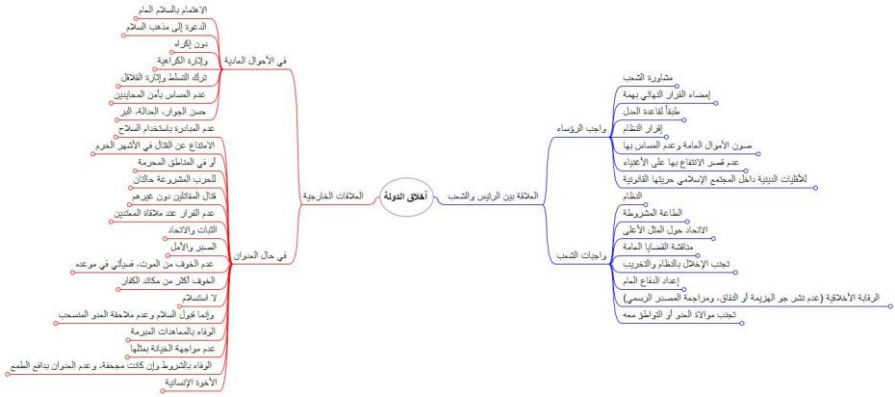 أخلاق الدولة
العلاقة بين الرئيس والشعب
واجب الرؤساء
مشاورة الشعب
إمضاء القرار النهائي بهمة
طبقاً لقاعدة العدل
إقرار النظام
صون الأموال العامة وعدم المساس بها
عدم قصر الانتفاع بها على الأغنياء
للأقليات الدينية داخل المجتمع الإسلامي حريتها القانونية
واجبات الشعب
النظام
الطاعة المشروطة
الاتحاد حول المثل الأعلى
مناقشة القضايا العامة
تجنب الإخلال بالنظام والتخريب
إعداد الدفاع العام
الرقابة الأخلاقية (عدم نشر جو الهزيمة أو النفاق، ومراجعة المصدر الرسمي)
تجنب موالاة العدو أو التواطؤ معه
العلاقات الخارجية
في الأحوال العادية
الاهتمام بالسلام العام
الدعوة إلى مذهب السلام
دون إكراه
وإثارة الكراهية
ترك التسلط وإثارة القلاقل
عدم المساس بأمن المحايدين
حسن الجوار، العدالة، البر
في حال العدوان
عدم المبادرة باستخدام السلاح
الامتناع عن القتال في الأشهر الحرم
أو في المناطق المحرمة
للحرب المشروعة حالتان
قتال المقاتلين دون غيرهم
عدم الفرار عند ملاقاة المعتدين
الثبات والاتحاد
الصبر والأمل
عدم الخوف من الموت، فسيأتي في موعده
الخوف أكثر من مكائد الكفار
لا استسلام
وإنما قبول السلام وعدم ملاحقة العدو المنسحب
الوفاء بالمعاهدات المبرمة
عدم مواجهة الخيانة بمثلها
الوفاء بالشروط وإن كانت مجحفة، وعدم العدوان بدافع الطمع
الأخوة الإنسانية